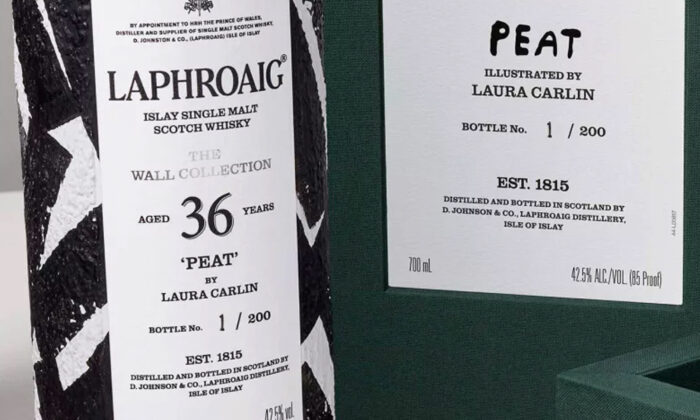 BY APPOINTMENT TO HRH THE PRINCE OF WALES,
DISTILLER AND SUPPLIER OF SINGLE MALT SCOTCH WHISKY
D. JOHNSTON & CO., (LAPHROAIG) ISLE OF ISLAY
LAPHROAIG®
ISLAY SINGLE MALT
SCOTCH WHISKY
THE
WALL COLLECTION
AGED 36 YEARS
'PEAT'
BY
LAURA CARLIN
BOTTLE No. 1 / 200
EST. 1815
DISTILLED AND BOTTLED IN SCOTLAND BY
D. JOHNSON & CO., LAPHROAIG DISTILLERY,
ISLE OF ISLAY
42.5% vol
PEAT
ILLUSTRATED BY
LAURA CARLIN
BOTTLE No. 1 / 200
EST. 1815
DISTILLED AND BOTTLED IN SCOTLAND BY
D. JOHNSON & CO., LAPHROAIG DISTILLERY,
ISLE OF ISLAY
700 ml
42.5% ALC./VOL. (85 Proof)